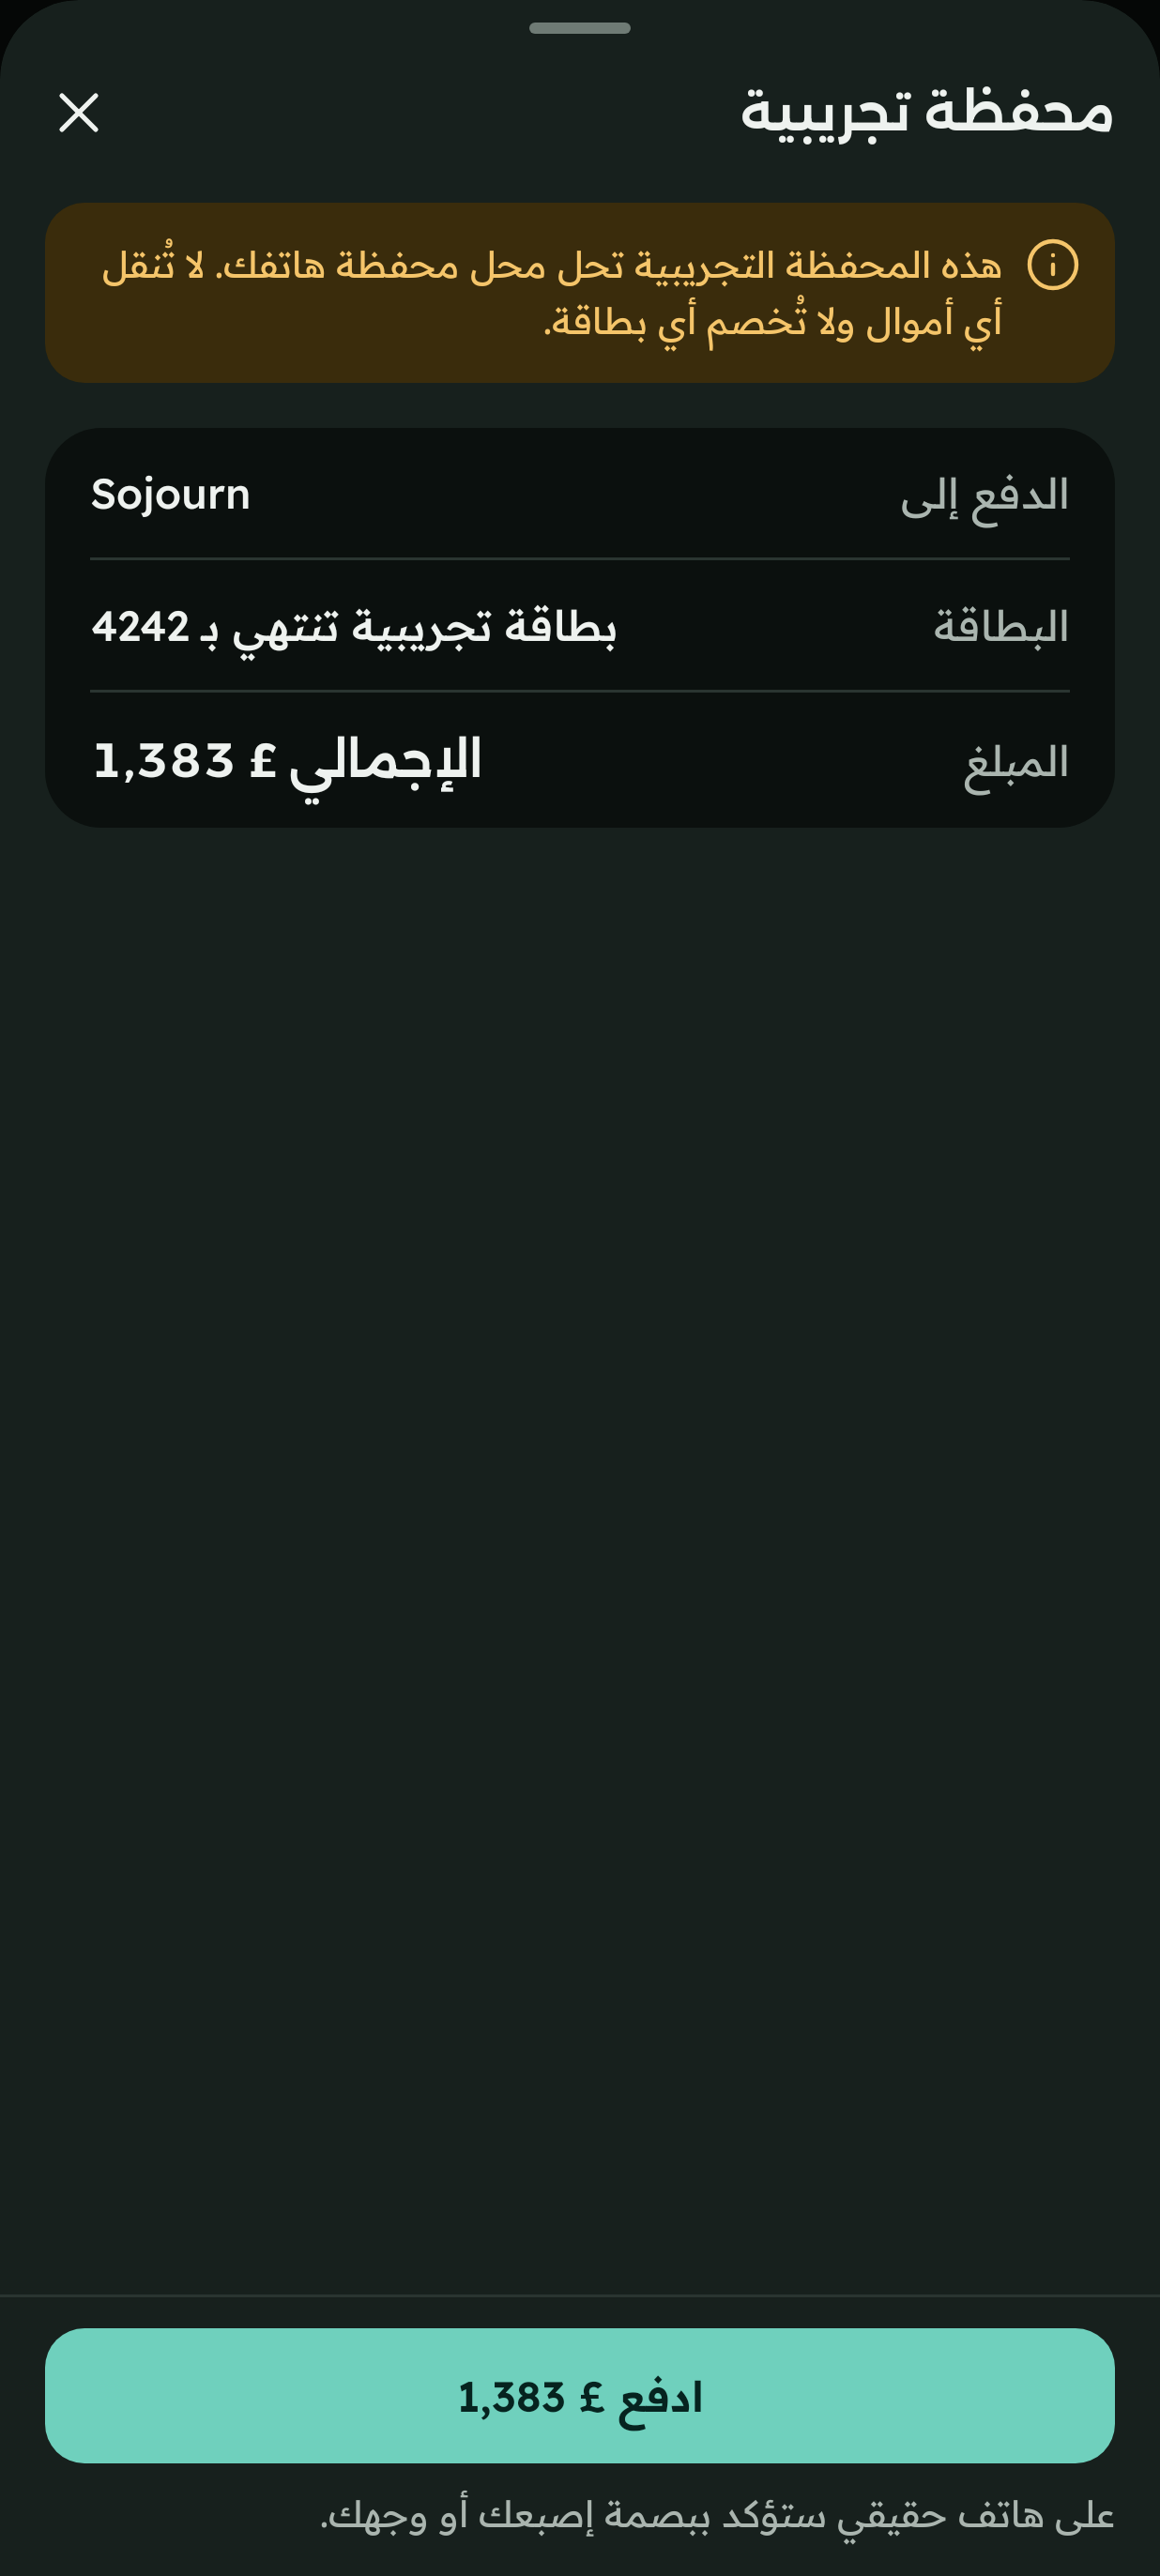 محفظة تجريبية
هذه المحفظة التجريبية تحل محل محفظة هاتفك. لا تُنقل
أي أموال ولا تُخصم أي بطاقة.
الدفع إلى Sojourn
البطاقة بطاقة تجريبية تنتهي بـ 4242
المبلغ الإجمالي £ 1,383
ادفع £ 1,383
على هاتف حقيقي ستؤكد ببصمة إصبعك أو وجهك.